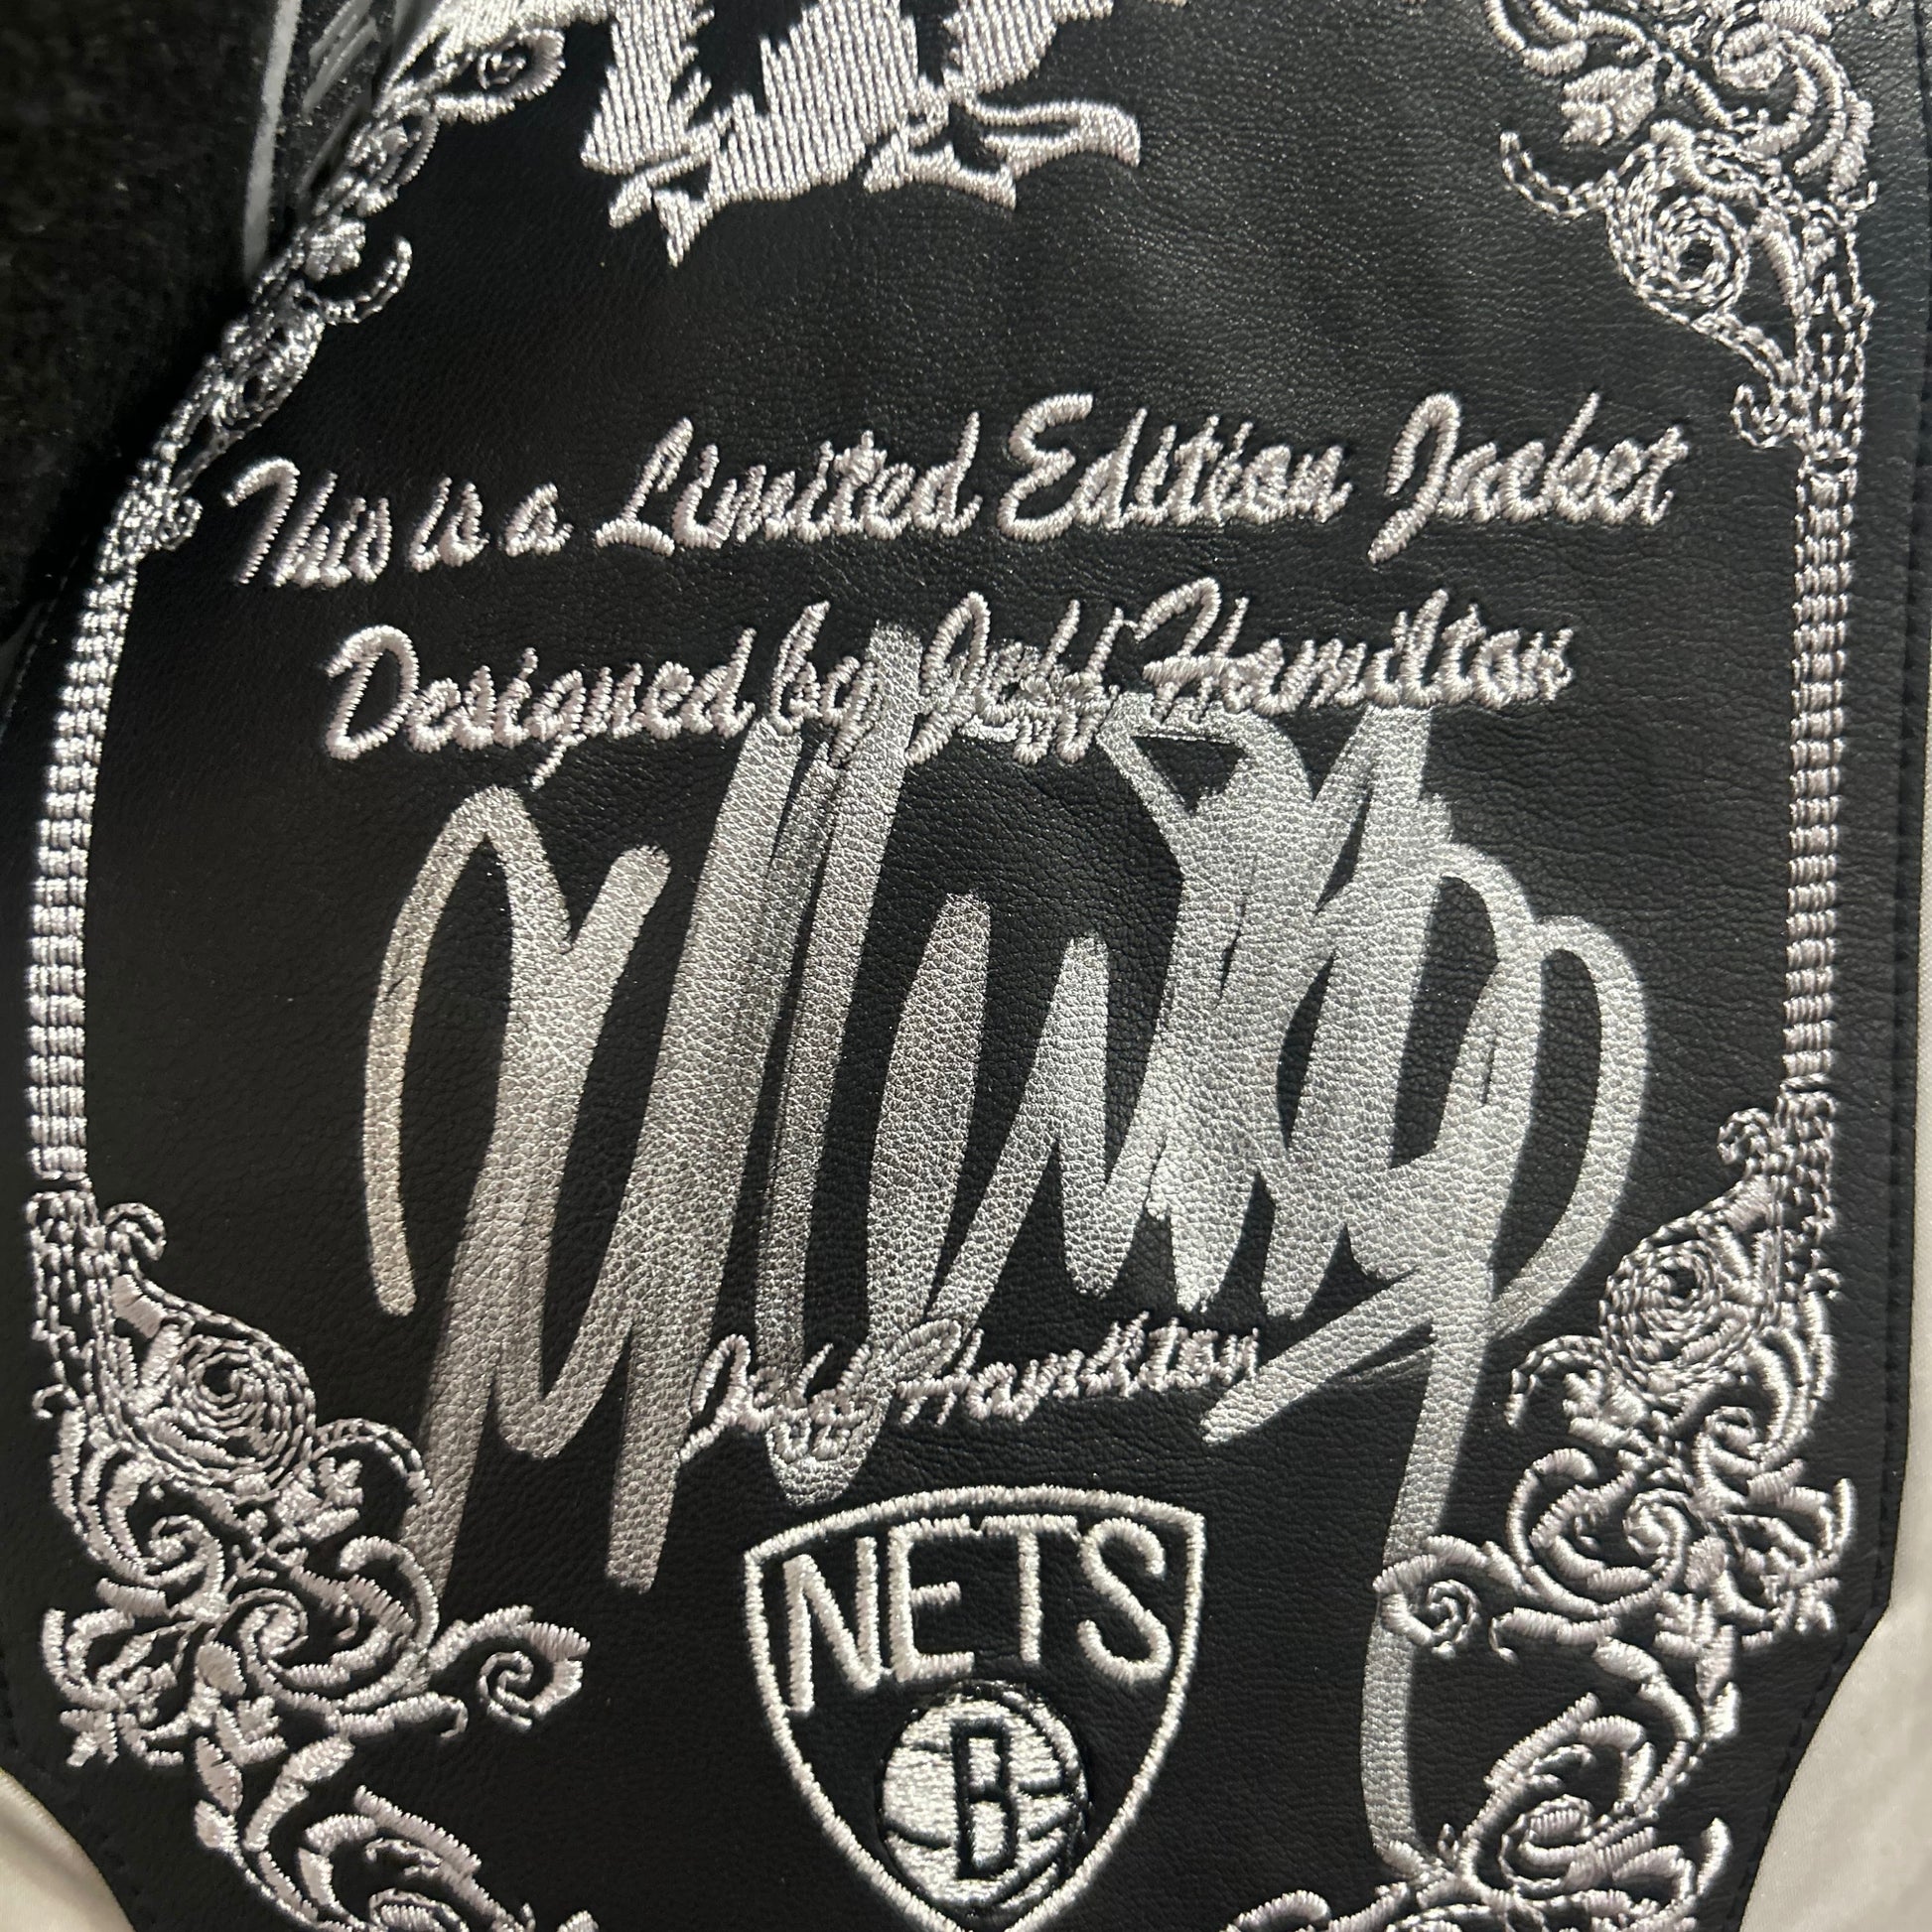 This is a Limited Edition Jacket
Designed by Jeff Hamilton
Jeff Hamilton
NETS
B